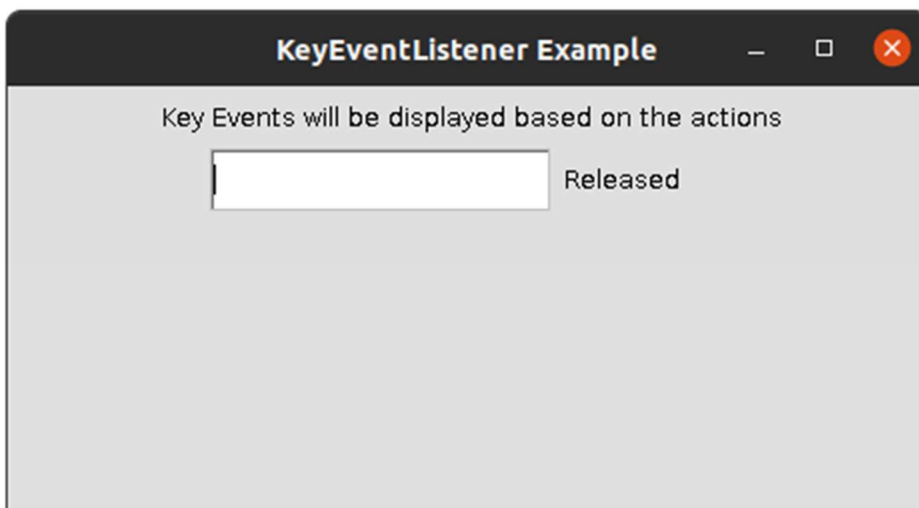 KeyEventListener Example
Key Events will be displayed based on the actions
Released